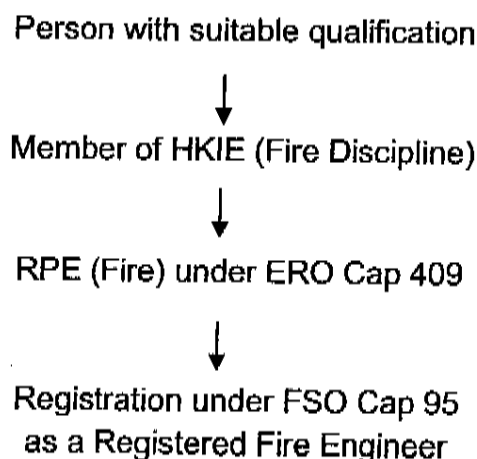 Person with suitable qualification
Member of HKIE (Fire Discipline)
RPE (Fire) under ERO Cap 409
Registration under FSO Cap 95
as a Registered Fire Engineer